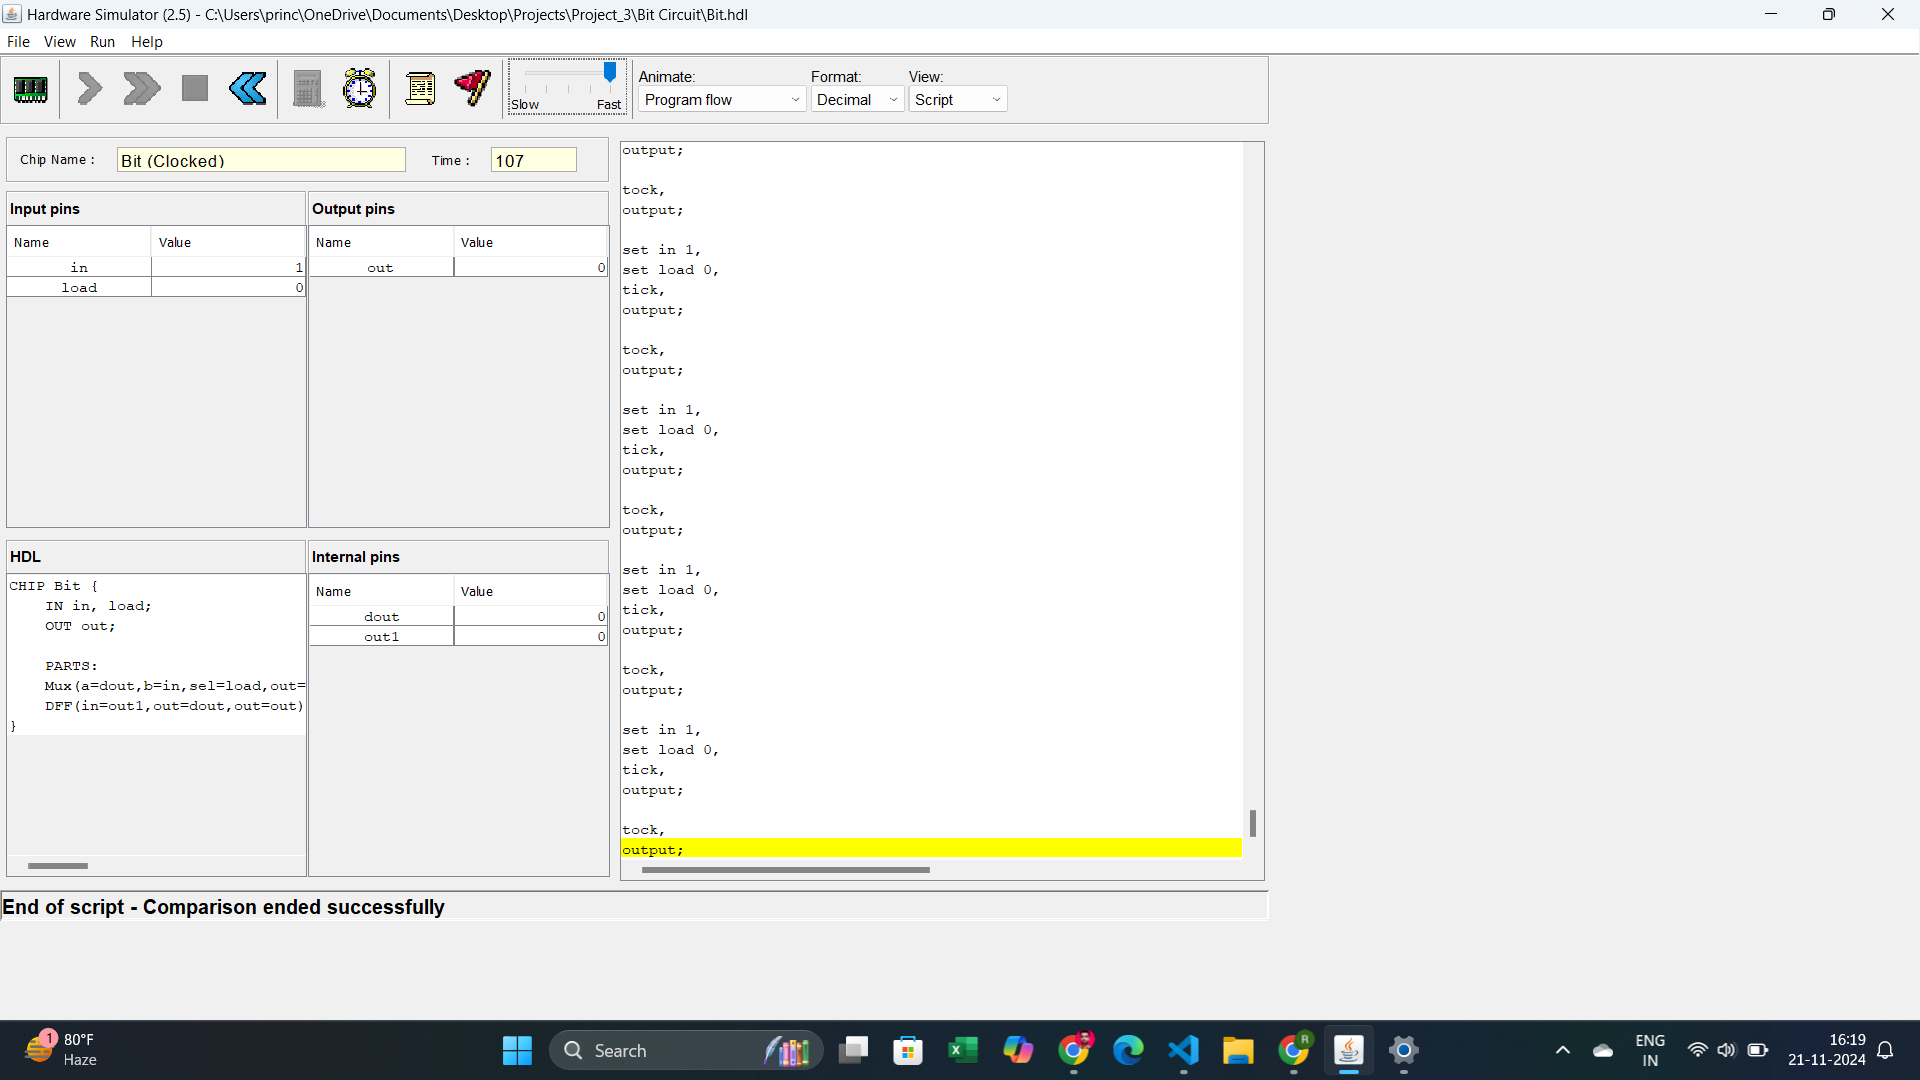 Hardware Simulator (2.5) - C:\Users\princ\OneDrive\Documents\Desktop\Projects\Project_3\Bit Circuit\Bit.hdl
File View Run Help
Slow Fast
Animate: Format: View:
Program flow Decimal Script
Chip Name : Bit (Clocked) Time : 107
Input pins
Name Value
in 1
load 0
Output pins
Name Value
out 0
HDL
CHIP Bit {
IN in, load;
OUT out;
PARTS:
Mux(a=dout,b=in,sel=load,out=
DFF(in=out1,out=dout,out=out)
}
Internal pins
Name Value
dout 0
out1 0
output;
tock,
output;
set in 1,
set load 0,
tick,
output;
tock,
output;
set in 1,
set load 0,
tick,
output;
tock,
output;
set in 1,
set load 0,
tick,
output;
tock,
output;
set in 1,
set load 0,
tick,
output;
tock,
output;
End of script - Comparison ended successfully
1
80°F
Haze
Search
R
ENG
IN
16:19
21-11-2024